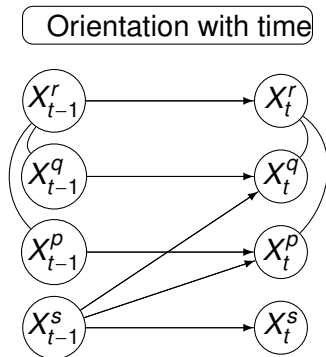 Orientation with time
X^r_{t−1} X^r_t
X^q_{t−1} X^q_t
X^p_{t−1} X^p_t
X^s_{t−1} X^s_t